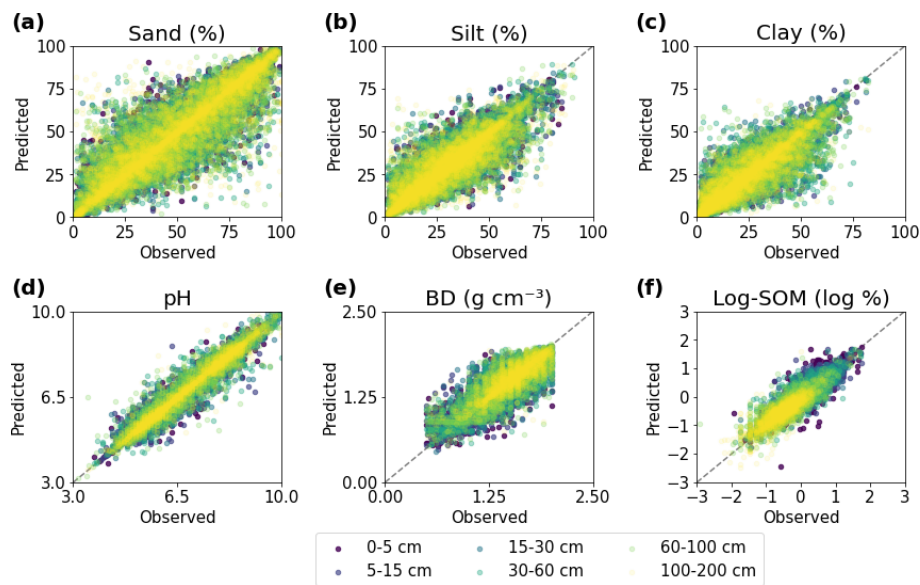 (a) Sand (%)
(b) Silt (%)
(c) Clay (%)
Predicted
100
75
50
25
0
0 25 50 75 100
Observed
Predicted
100
75
50
25
0
0 25 50 75 100
Observed
Predicted
100
75
50
25
0
0 25 50 75 100
Observed
(d) pH
(e) BD (g cm⁻³)
(f) Log-SOM (log %)
Predicted
10.0
6.5
3.0
3.0 6.5 10.0
Observed
Predicted
2.50
1.25
0.00
0.00 1.25 2.50
Observed
Predicted
3
2
1
0
−1
−2
−3
−3 −2 −1 0 1 2 3
Observed
0-5 cm 15-30 cm 60-100 cm
5-15 cm 30-60 cm 100-200 cm